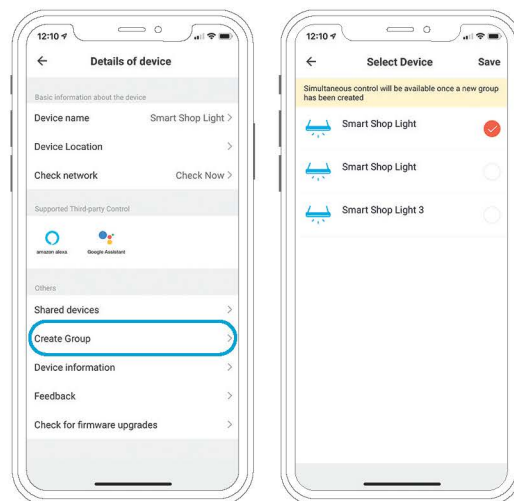 12:10
Details of device
Basic information about the device
Device name Smart Shop Light
Device Location
Check network Check Now
Supported Third-party Control
amazon alexa Google Assistant
Others
Shared devices
Create Group
Device information
Feedback
Check for firmware upgrades
12:10
Select Device Save
Simultaneous control will be available once a new group
has been created
Smart Shop Light
Smart Shop Light
Smart Shop Light 3